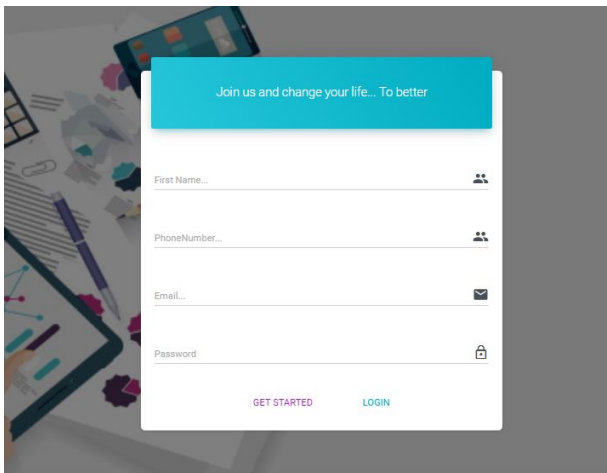 Join us and change your life... To better
First Name...
PhoneNumber...
Email...
Password
GET STARTED LOGIN